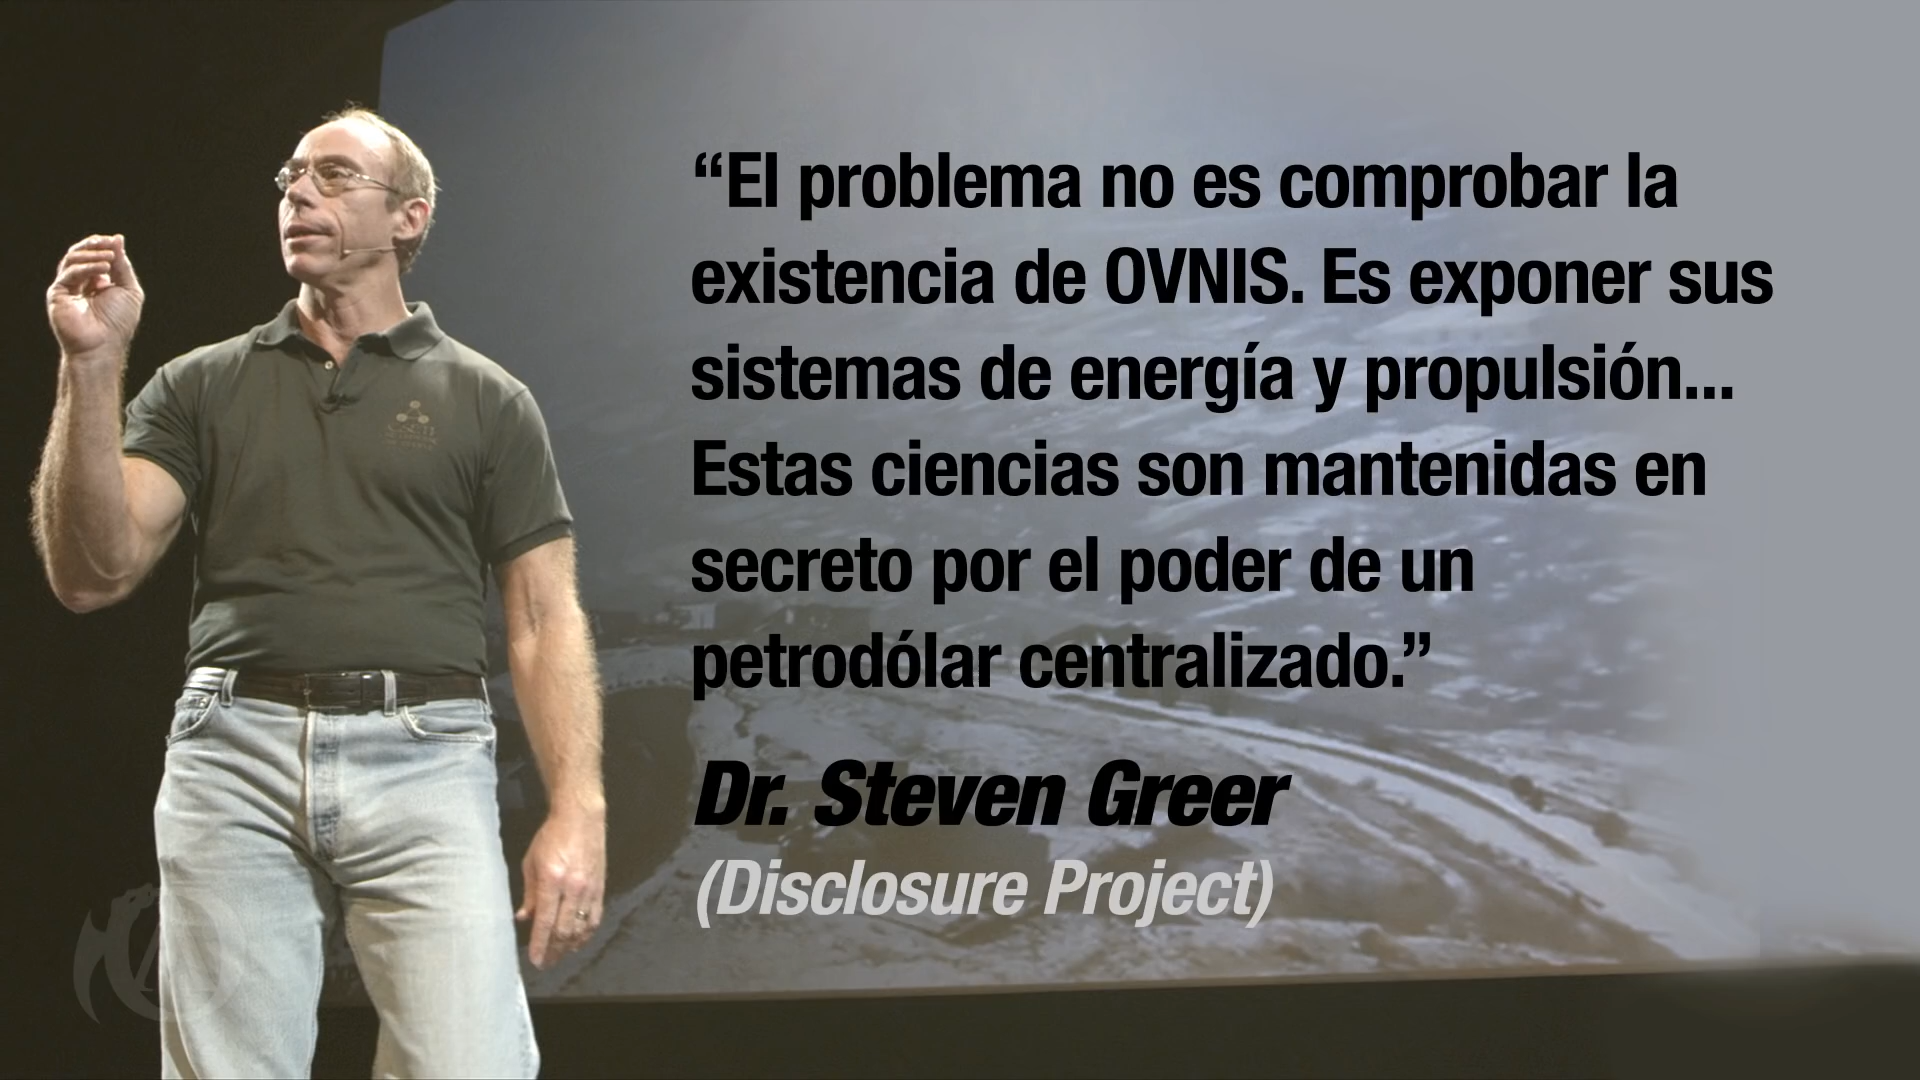 “El problema no es comprobar la
existencia de OVNIS. Es exponer sus
sistemas de energía y propulsión...
Estas ciencias son mantenidas en
secreto por el poder de un
petrodólar centralizado.”
Dr. Steven Greer
(Disclosure Project)